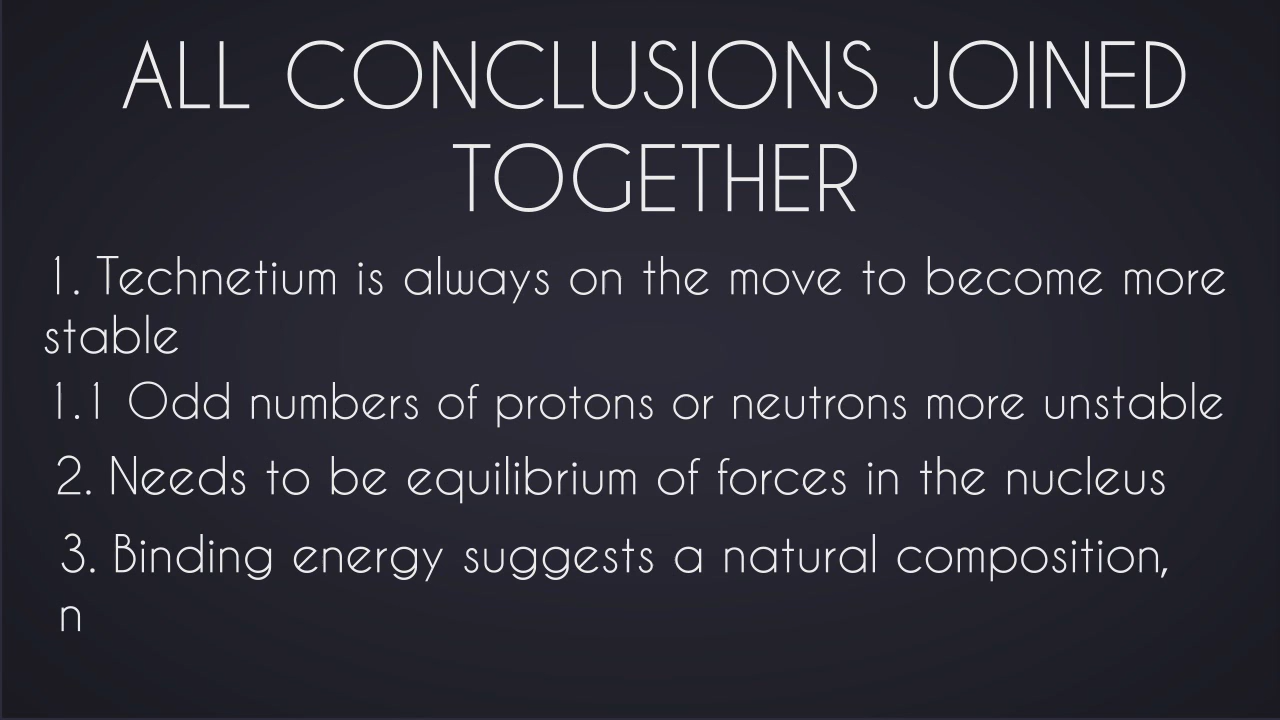 ALL CONCLUSIONS JOINED
TOGETHER
1. Technetium is always on the move to become more
stable
1.1 Odd numbers of protons or neutrons more unstable
2. Needs to be equilibrium of forces in the nucleus
3. Binding energy suggests a natural composition,
n